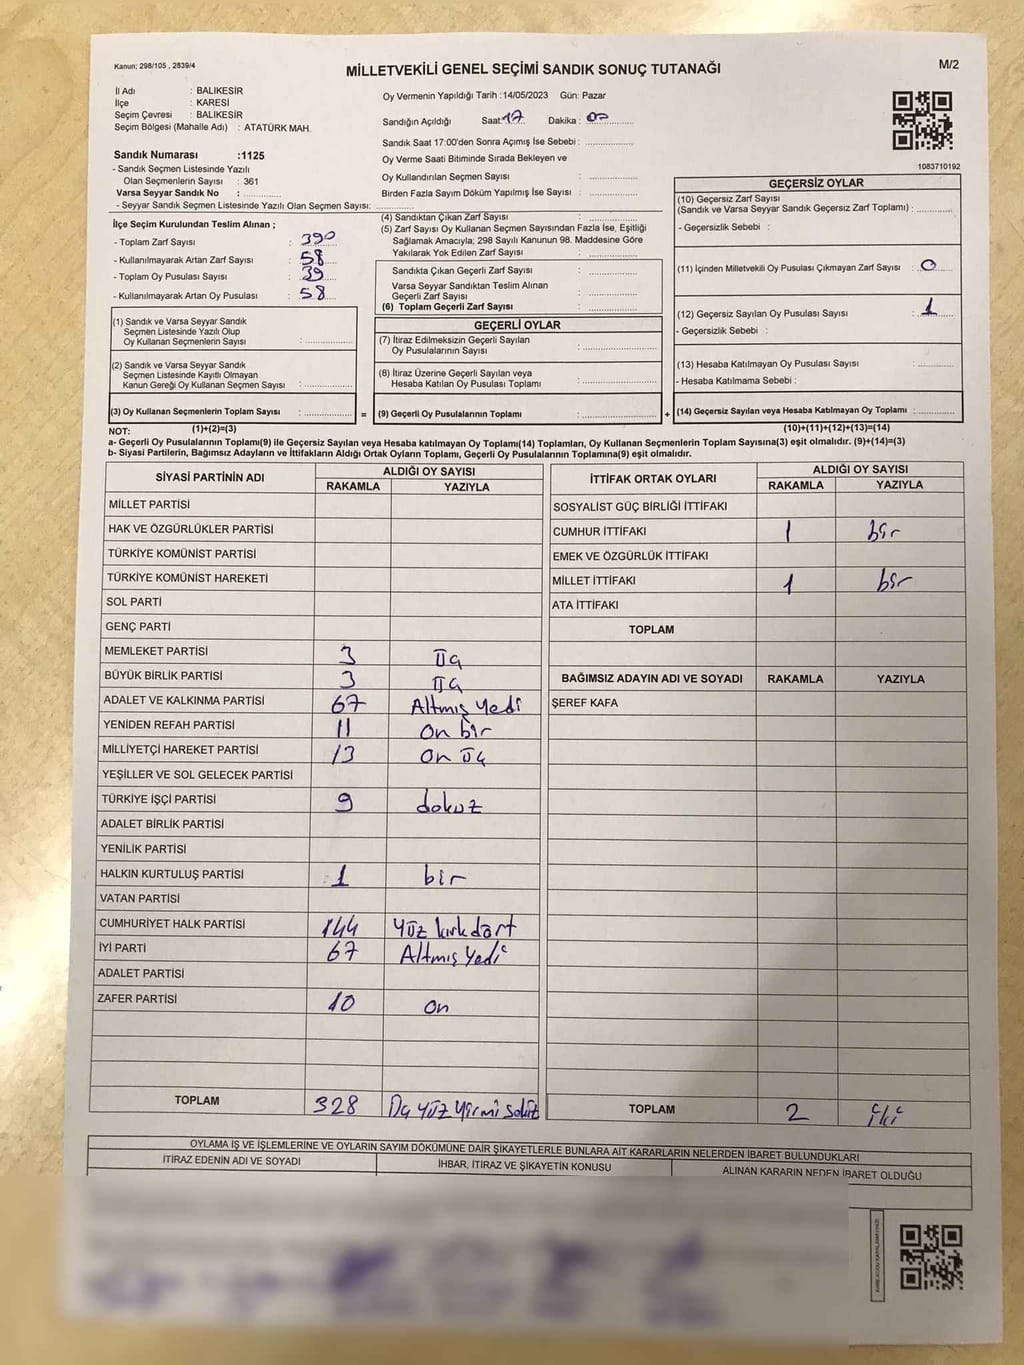 Kanun; 298/105 , 2839/4
MİLLETVEKİLİ GENEL SEÇİMİ SANDIK SONUÇ TUTANAĞI
M/2
İl Adı : BALIKESİR
İlçe : KARESİ
Seçim Çevresi : BALIKESİR
Seçim Bölgesi (Mahalle Adı) : ATATÜRK MAH.
Sandık Numarası :1125
- Sandık Seçmen Listesinde Yazılı
Olan Seçmenlerin Sayısı : 361
Varsa Seyyar Sandık No :
- Seyyar Sandık Seçmen Listesinde Yazılı Olan Seçmen Sayısı:
Oy Vermenin Yapıldığı Tarih :14/05/2023 Gün: Pazar
Sandığın Açıldığı Saat:17 Dakika : 00
Sandık Saat 17:00'den Sonra Açımış İse Sebebi :
Oy Verme Saati Bitiminde Sırada Bekleyen ve
Oy Kullandırılan Seçmen Sayısı :
Birden Fazla Sayım Döküm Yapılmış İse Sayısı :
1083710192
İlçe Seçim Kurulundan Teslim Alınan ;
- Toplam Zarf Sayısı : 390
- Kullanılmayarak Artan Zarf Sayısı : 58
- Toplam Oy Pusulası Sayısı : 39
- Kullanılmayarak Artan Oy Pusulası : 58
(1) Sandık ve Varsa Seyyar Sandık
Seçmen Listesinde Yazılı Olup
Oy Kullanan Seçmenlerin Sayısı :
(2) Sandık ve Varsa Seyyar Sandık
Seçmen Listesinde Kayıtlı Olmayan
Kanun Gereği Oy Kullanan Seçmen Sayısı :
(3) Oy Kullanan Seçmenlerin Toplam Sayısı :
(1)+(2)=(3)
(4) Sandıktan Çıkan Zarf Sayısı :
(5) Zarf Sayısı Oy Kullanan Seçmen Sayısından Fazla İse, Eşitliği
Sağlamak Amacıyla; 298 Sayılı Kanunun 98. Maddesine Göre
Yakılarak Yok Edilen Zarf Sayısı :
Sandıkta Çıkan Geçerli Zarf Sayısı :
Varsa Seyyar Sandıktan Teslim Alınan
Geçerli Zarf Sayısı :
(6) Toplam Geçerli Zarf Sayısı :
GEÇERLİ OYLAR
(7) İtiraz Edilmeksizin Geçerli Sayılan
Oy Pusulalarının Sayısı :
(8) İtiraz Üzerine Geçerli Sayılan veya
Hesaba Katılan Oy Pusulası Toplamı :
= (9) Geçerli Oy Pusulalarının Toplamı :
GEÇERSİZ OYLAR
(10) Geçersiz Zarf Sayısı
(Sandık ve Varsa Seyyar Sandık Geçersiz Zarf Toplamı) :
- Geçersizlik Sebebi :
(11) İçinden Milletvekili Oy Pusulası Çıkmayan Zarf Sayısı : 0
(12) Geçersiz Sayılan Oy Pusulası Sayısı : 1
- Geçersizlik Sebebi :
(13) Hesaba Katılmayan Oy Pusulası Sayısı :
- Hesaba Katılmama Sebebi :
+ (14) Geçersiz Sayılan veya Hesaba Katılmayan Oy Toplamı :
(10)+(11)+(12)+(13)=(14)
NOT:
a- Geçerli Oy Pusulalarının Toplamı(9) ile Geçersiz Sayılan veya Hesaba katılmayan Oy Toplamı(14) Toplamları, Oy Kullanan Seçmenlerin Toplam Sayısına(3) eşit olmalıdır. (9)+(14)=(3)
b- Siyasi Partilerin, Bağımsız Adayların ve İttifakların Aldığı Ortak Oyların Toplamı, Geçerli Oy Pusulalarının Toplamına(9) eşit olmalıdır.
SİYASİ PARTİNİN ADI ALDIĞI OY SAYISI
RAKAMLA YAZIYLA
MİLLET PARTİSİ
HAK VE ÖZGÜRLÜKLER PARTİSİ
TÜRKİYE KOMÜNİST PARTİSİ
TÜRKİYE KOMÜNİST HAREKETİ
SOL PARTİ
GENÇ PARTİ
MEMLEKET PARTİSİ 3 Üç
BÜYÜK BİRLİK PARTİSİ 3 Üç
ADALET VE KALKINMA PARTİSİ 67 Altmış Yedi
YENİDEN REFAH PARTİSİ 11 On bir
MİLLİYETÇİ HAREKET PARTİSİ 13 On üç
YEŞİLLER VE SOL GELECEK PARTİSİ
TÜRKİYE İŞÇİ PARTİSİ 9 dokuz
ADALET BİRLİK PARTİSİ
YENİLİK PARTİSİ
HALKIN KURTULUŞ PARTİSİ 1 bir
VATAN PARTİSİ
CUMHURİYET HALK PARTİSİ 144 Yüz kırk dört
İYİ PARTİ 67 Altmış Yedi
ADALET PARTİSİ
ZAFER PARTİSİ 10 On
TOPLAM 328 Üç yüz yirmi sekiz
İTTİFAK ORTAK OYLARI ALDIĞI OY SAYISI
RAKAMLA YAZIYLA
SOSYALİST GÜÇ BİRLİĞİ İTTİFAKI
CUMHUR İTTİFAKI 1 bir
EMEK VE ÖZGÜRLÜK İTTİFAKI
MİLLET İTTİFAKI 1 bir
ATA İTTİFAKI
TOPLAM
BAĞIMSIZ ADAYIN ADI VE SOYADI RAKAMLA YAZIYLA
ŞEREF KAFA
TOPLAM 2 iki
OYLAMA İŞ VE İŞLEMLERİNE VE OYLARIN SAYIM DÖKÜMÜNE DAİR ŞİKAYETLERLE BUNLARA AİT KARARLARIN NELERDEN İBARET BULUNDUKLARI
İTİRAZ EDENİN ADI VE SOYADI İHBAR, İTİRAZ VE ŞİKAYETİN KONUSU ALINAN KARARIN NEDEN İBARET OLDUĞU